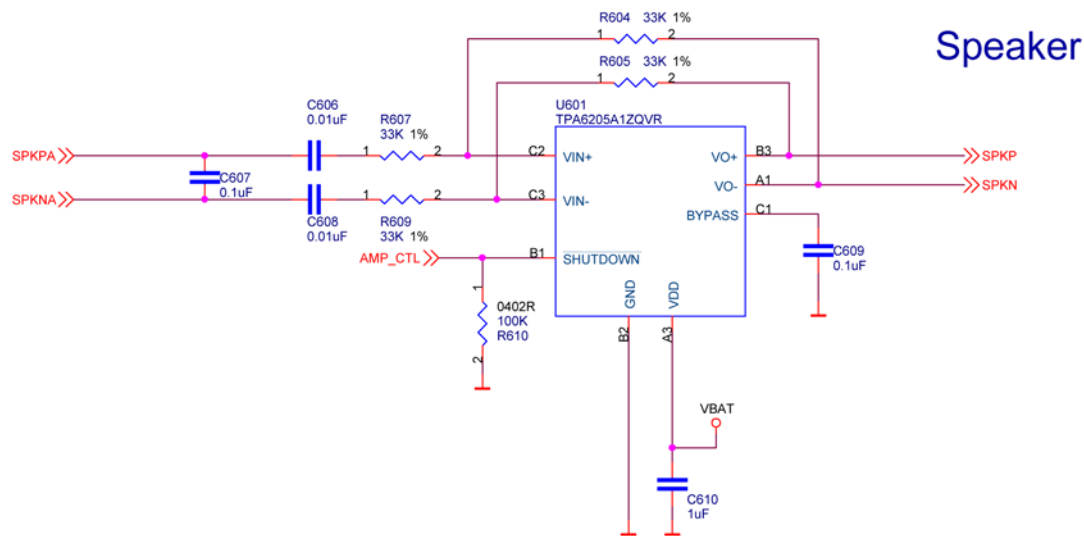 Speaker
R604 33K 1%
1 2
R605 33K 1%
1 2
U601
TPA6205A1ZQVR
C606
0.01uF
R607
33K 1%
1 2
SPKPA
C2
VIN+
VO+
B3
SPKP
C607
0.1uF
SPKNA
1 2
C3
VIN-
VO-
A1
SPKN
C608
0.01uF
R609
33K 1%
BYPASS
C1
C609
0.1uF
AMP_CTL
B1
SHUTDOWN
GND
VDD
1
0402R
100K
R610
2
B2
A3
VBAT
C610
1uF